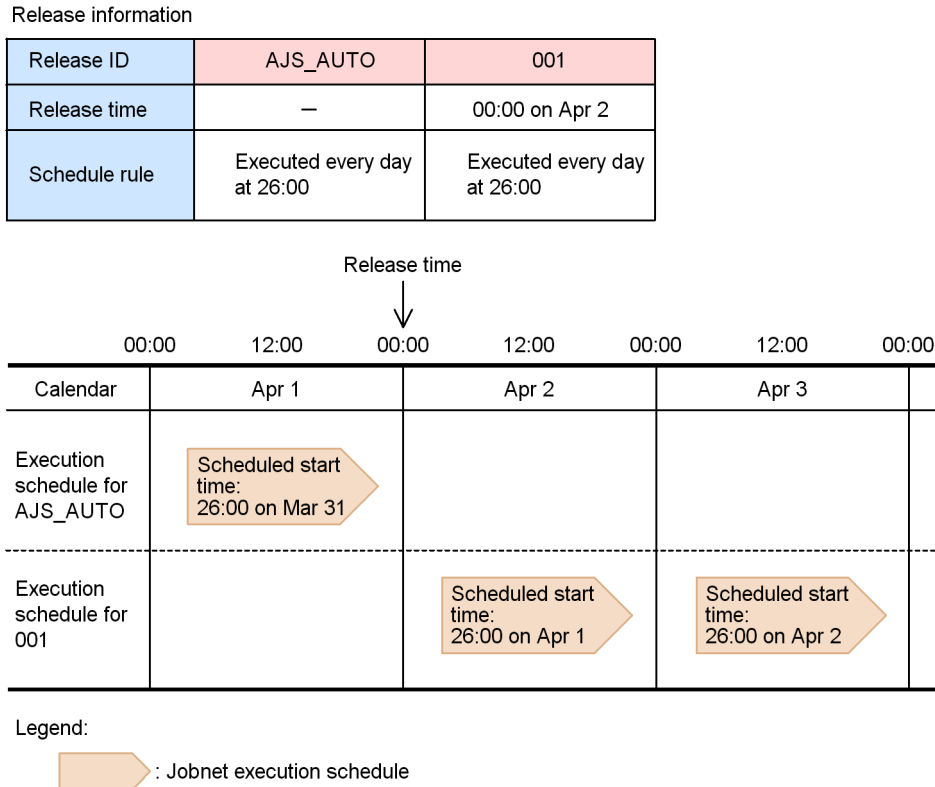 Release information
Release ID AJS_AUTO 001
Release time — 00:00 on Apr 2
Schedule rule
Executed every day
at 26:00
Executed every day
at 26:00
Release time
00:00 12:00 00:00 12:00 00:00 12:00 00:00
Calendar Apr 1 Apr 2 Apr 3
Execution
schedule for
AJS_AUTO
Scheduled start
time:
26:00 on Mar 31
Execution
schedule for
001
Scheduled start
time:
26:00 on Apr 1
Scheduled start
time:
26:00 on Apr 2
Legend:
: Jobnet execution schedule